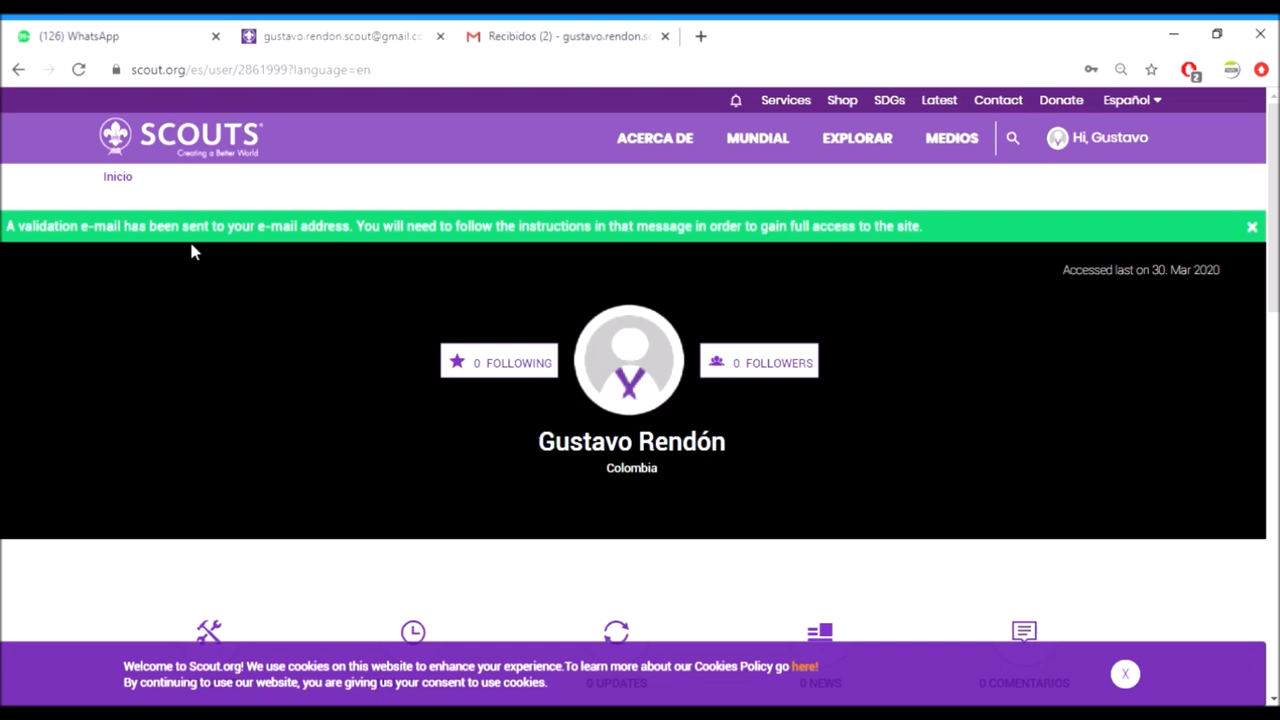 (126) WhatsApp
gustavo.rendon.scout@gmail.cc
Recibidos (2) - gustavo.rendon.s
scout.org/es/user/2861999?language=en
2
Services Shop SDGs Latest Contact Donate Español
SCOUTS
Creating a Better World
ACERCA DE MUNDIAL EXPLORAR MEDIOS Hi, Gustavo
Inicio
A validation e-mail has been sent to your e-mail address. You will need to follow the instructions in that message in order to gain full access to the site.
Accessed last on 30. Mar 2020
0 FOLLOWING
0 FOLLOWERS
Gustavo Rendón
Colombia
Welcome to Scout.org! We use cookies on this website to enhance your experience.To learn more about our Cookies Policy go here!
By continuing to use our website, you are giving us your consent to use cookies.
X
0 UPDATES
0 NEWS
0 COMENTARIOS